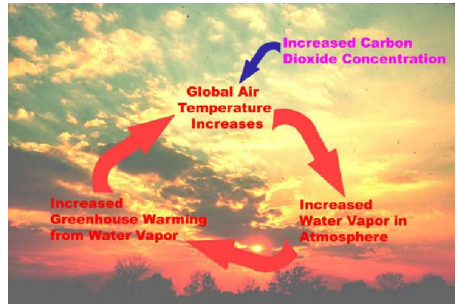 Increased Carbon
Dioxide Concentration
Global Air
Temperature
Increases
Increased
Water Vapor in
Atmosphere
Increased
Greenhouse Warming
from Water Vapor